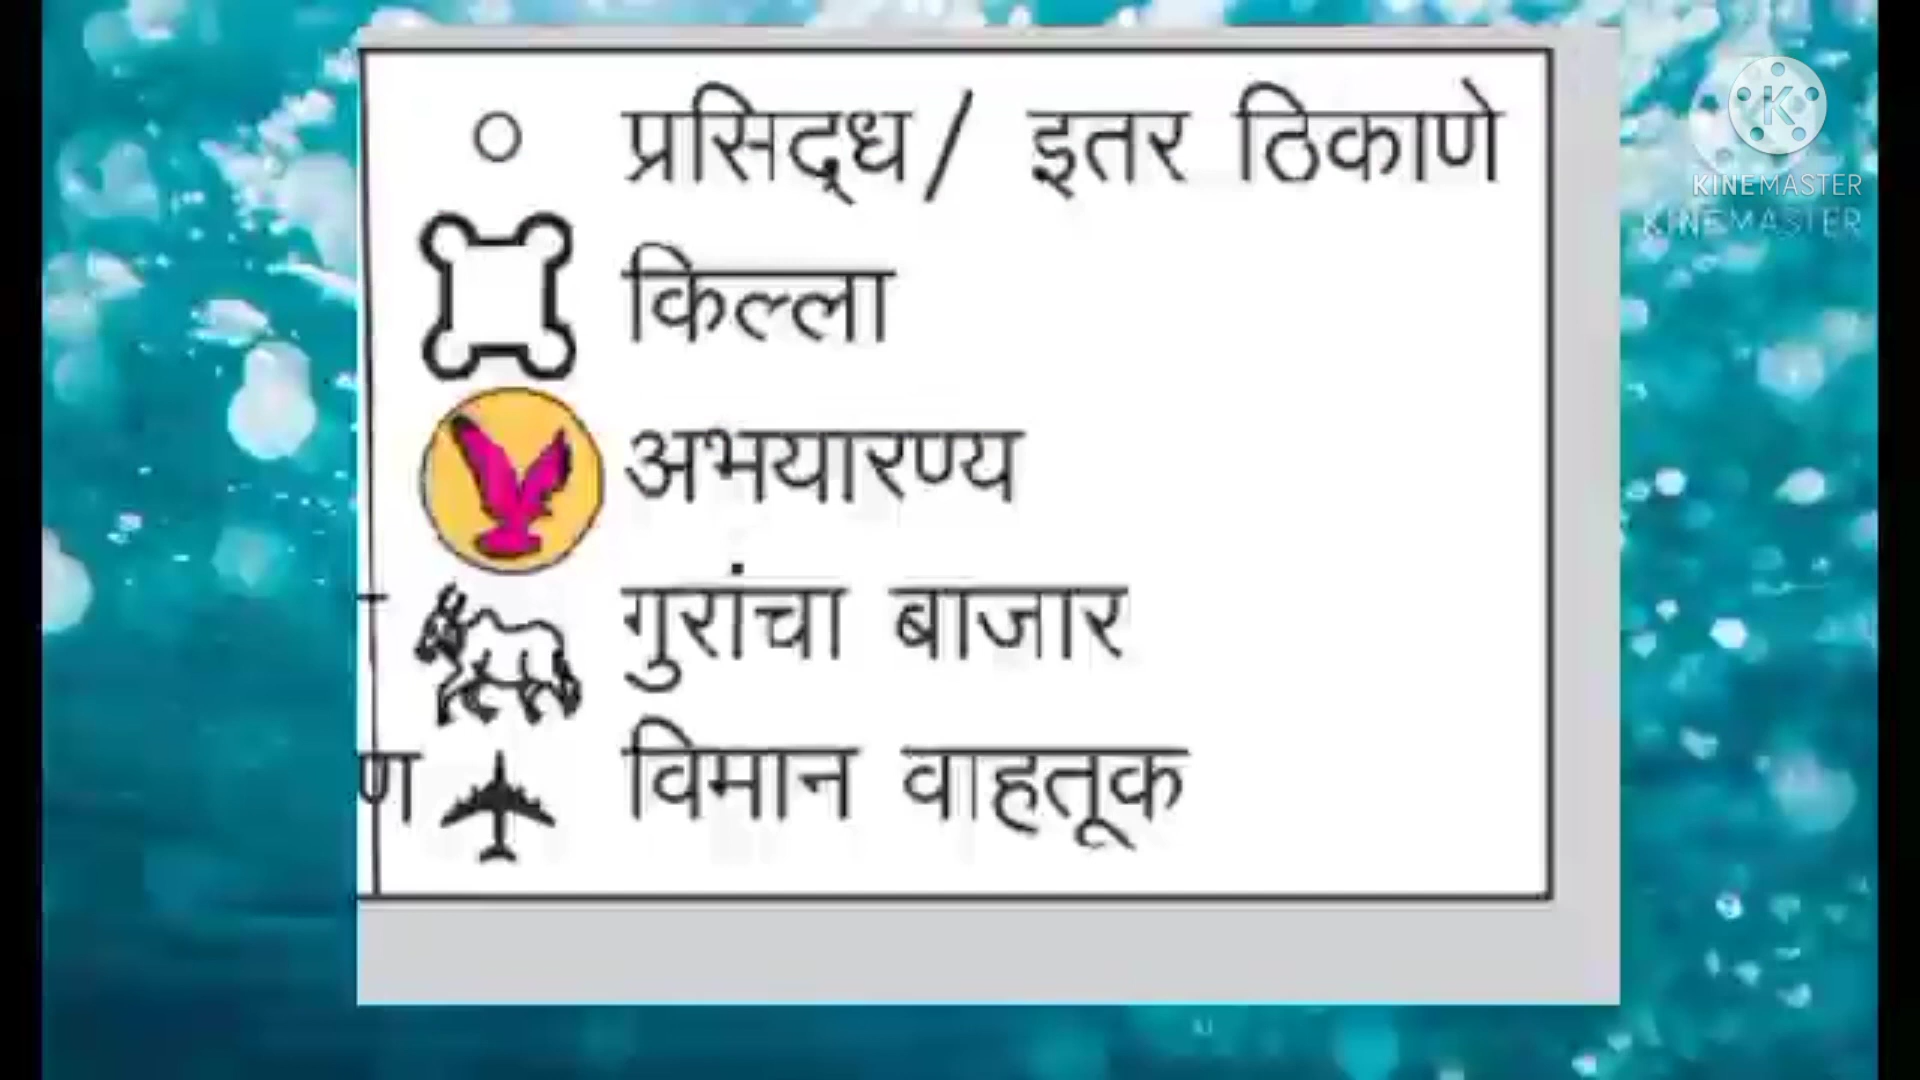 प्रसिद्ध/ इतर ठिकाणे
किल्ला
अभयारण्य
गुरांचा बाजार
ण
विमान वाहतूक
K
KINEMASTER
KINEMASTER